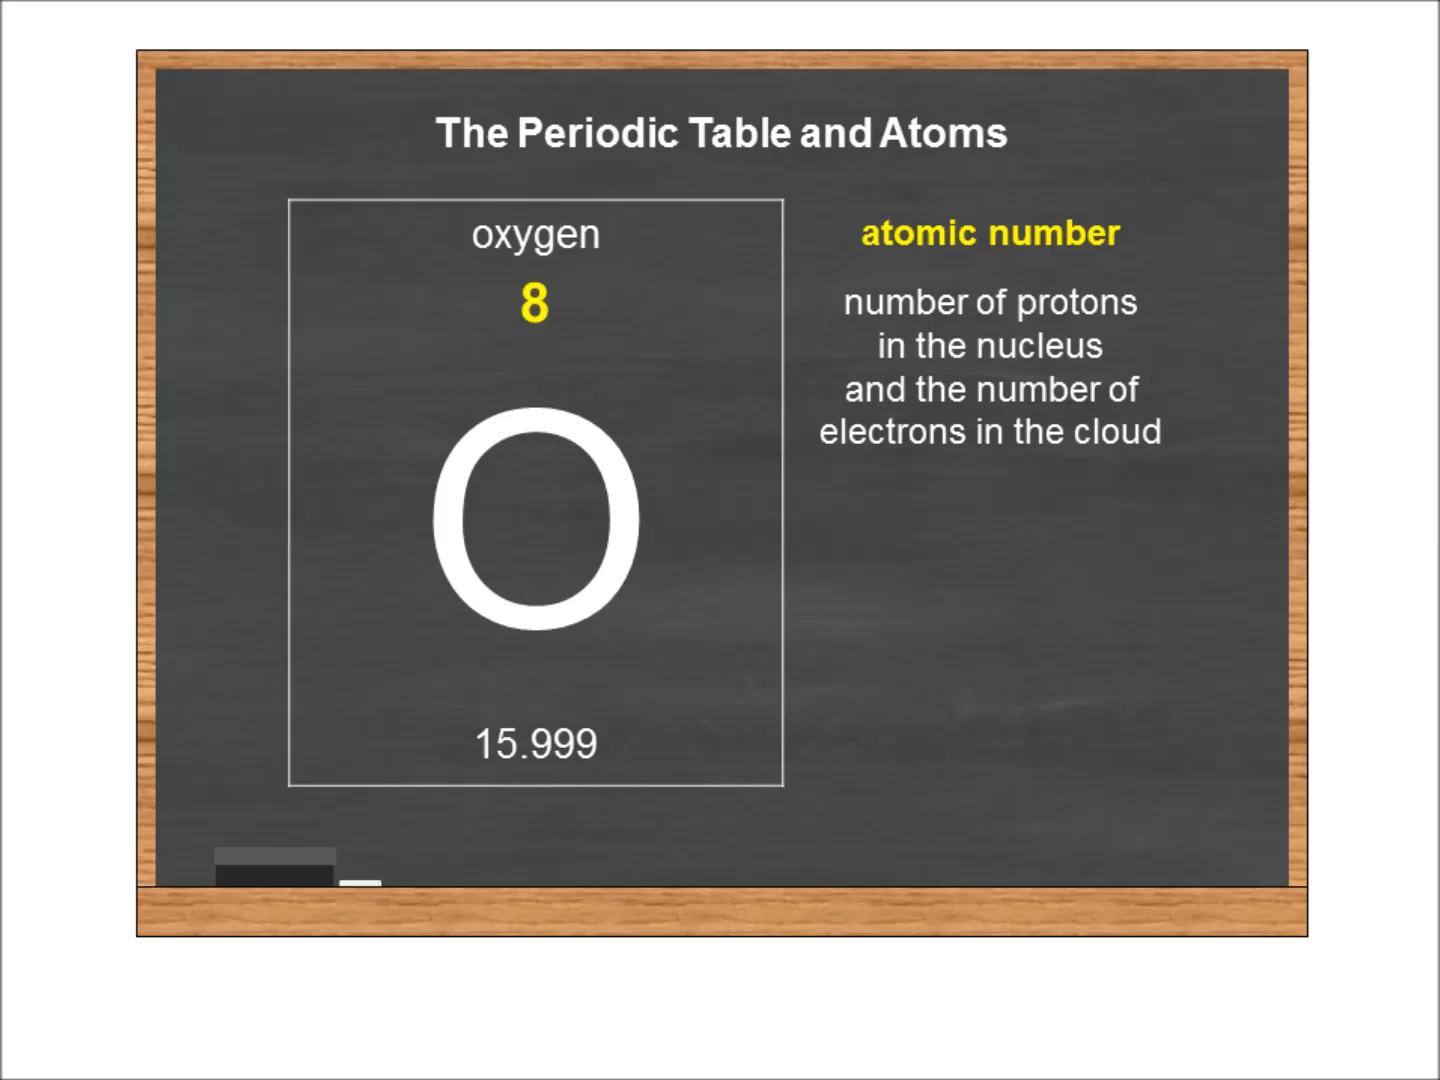 The Periodic Table and Atoms
oxygen
8
O
15.999
atomic number
number of protons
in the nucleus
and the number of
electrons in the cloud